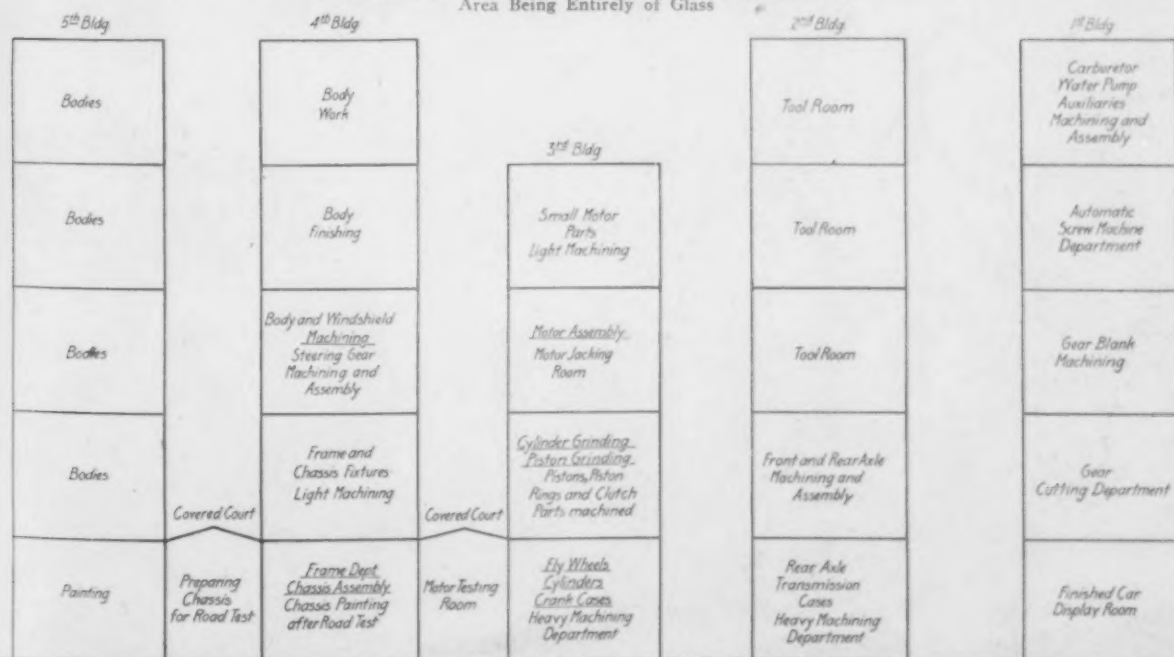 Area Being Entirely of Glass
5th Bldg
Bodies
Bodies
Bodies
Bodies
Painting
Covered Court
Preparing
Chassis
for Road Test
4th Bldg
Body
Work
Body
finishing
Body and Windshield
Machining
Steering Gear
Machining and
Assembly
Frame and
Chassis Fixtures
Light Machining
Frame Dept
Chassis Assembly
Chassis Painting
after Road Test
Covered Court
Motor Testing
Room
3rd Bldg
Small Motor
Parts
Light Machining
Motor Assembly
Motor Jacking
Room
Cylinder Grinding
Piston Grinding
Pistons, Piston
Rings and Clutch
Parts machined
Fly Wheels
Cylinders
Crank Cases
Heavy Machining
Department
2nd Bldg
Tool Room
Tool Room
Tool Room
Front and Rear Axle
Machining and
Assembly
Rear Axle
Transmission
Cases
Heavy Machining
Department
1st Bldg
Carburetor
Water Pump
Auxiliaries
Machining and
Assembly
Automatic
Screw Machine
Department
Gear Blank
Machining
Gear
Cutting Department
Finished Car
Display Room